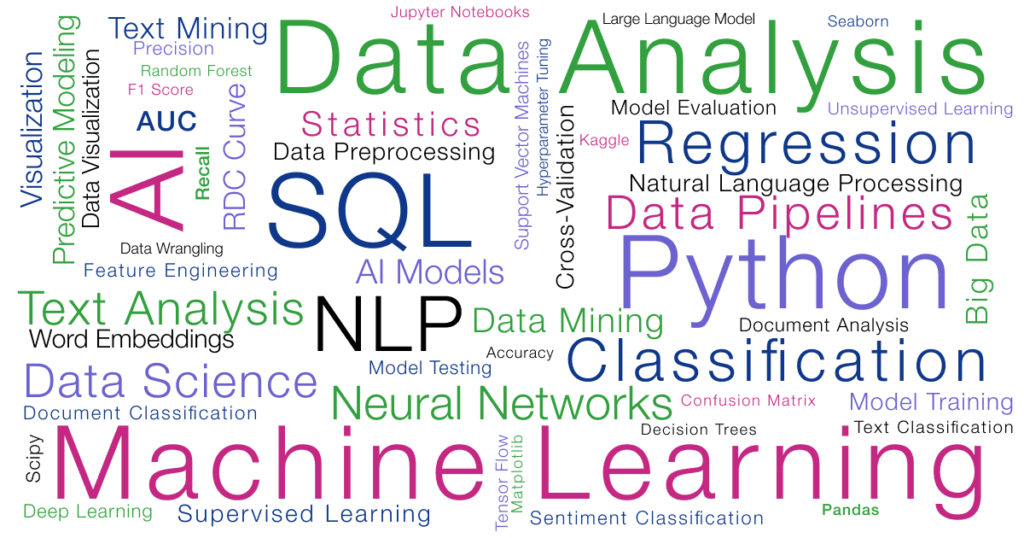 Jupyter Notebooks
Large Language Model
Seaborn
Text Mining
Data Analysis
Precision
Random Forest
F1 Score
Visualization
Predictive Modeling
Data Visualization
AUC
AI
Recall
RDC Curve
Statistics
Data Preprocessing
Support Vector Machines
Hyperparameter Tuning
Cross-Validation
Model Evaluation
Unsupervised Learning
Kaggle
Regression
Natural Language Processing
SQL
Data Pipelines
Big Data
Data Wrangling
Feature Engineering
AI Models
Python
Text Analysis
NLP
Data Mining
Document Analysis
Word Embeddings
Accuracy
Classification
Model Testing
Data Science
Neural Networks
Confusion Matrix
Model Training
Document Classification
Decision Trees
Text Classification
Scipy
Machine Learning
Tensor Flow
Matplotlib
Deep Learning
Supervised Learning
Sentiment Classification
Pandas